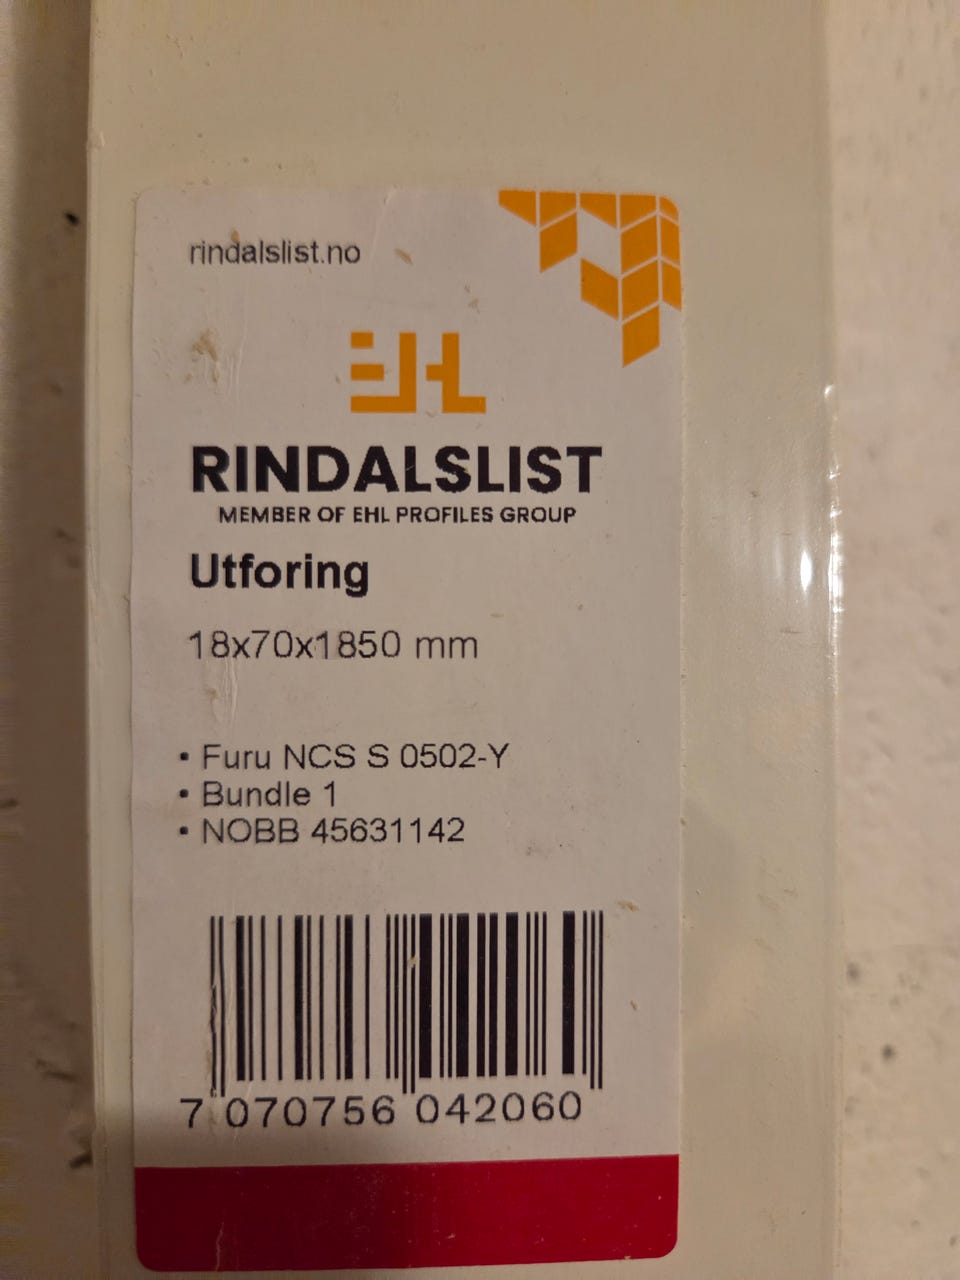 rindalslist.no
EHL
RINDALSLIST
MEMBER OF EHL PROFILES GROUP
Utforing
18x70x1850 mm
• Furu NCS S 0502-Y
• Bundle 1
• NOBB 45631142
7 070756 042060